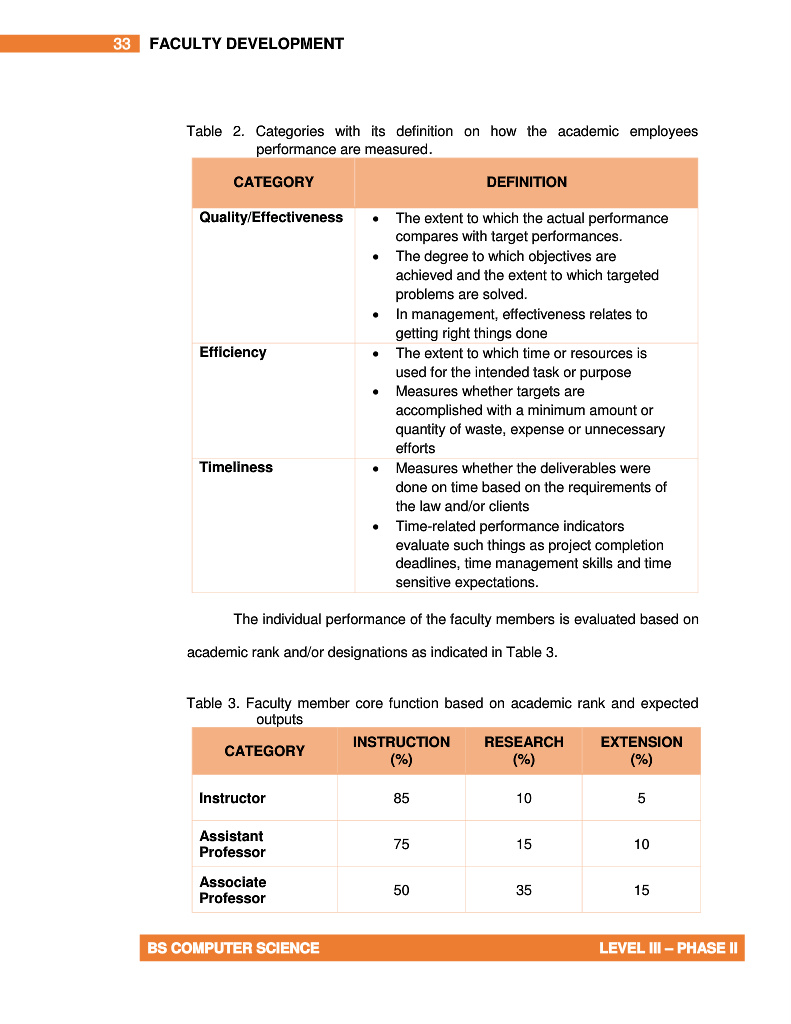 33 FACULTY DEVELOPMENT
Table 2. Categories with its definition on how the academic employees
performance are measured.
CATEGORY DEFINITION
Quality/Effectiveness • The extent to which the actual performance
compares with target performances.
• The degree to which objectives are
achieved and the extent to which targeted
problems are solved.
• In management, effectiveness relates to
getting right things done
Efficiency • The extent to which time or resources is
used for the intended task or purpose
• Measures whether targets are
accomplished with a minimum amount or
quantity of waste, expense or unnecessary
efforts
Timeliness • Measures whether the deliverables were
done on time based on the requirements of
the law and/or clients
• Time-related performance indicators
evaluate such things as project completion
deadlines, time management skills and time
sensitive expectations.
The individual performance of the faculty members is evaluated based on
academic rank and/or designations as indicated in Table 3.
Table 3. Faculty member core function based on academic rank and expected
outputs
CATEGORY INSTRUCTION (%) RESEARCH (%) EXTENSION (%)
Instructor 85 10 5
Assistant Professor 75 15 10
Associate Professor 50 35 15
BS COMPUTER SCIENCE LEVEL III – PHASE II